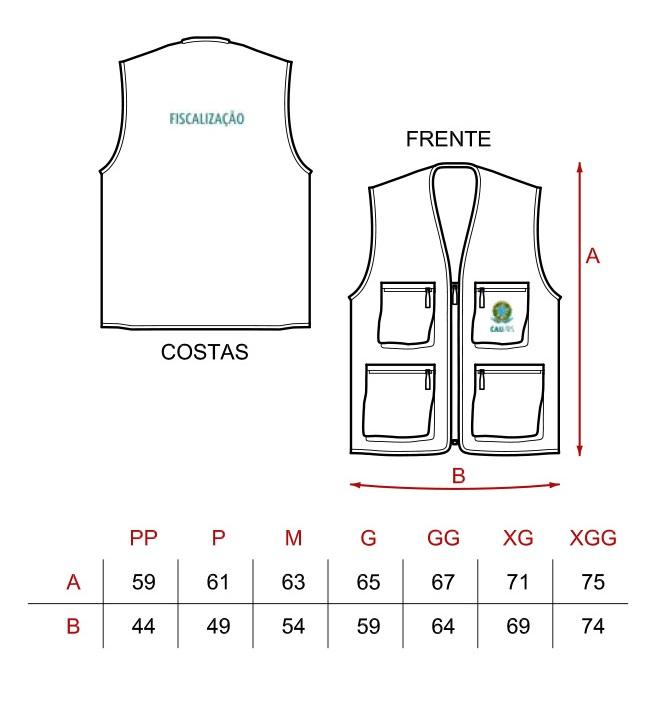 FISCALIZAÇÃO
FRENTE
A
CAU/RS
COSTAS
B
PP P M G GG XG XGG
A 59 61 63 65 67 71 75
B 44 49 54 59 64 69 74